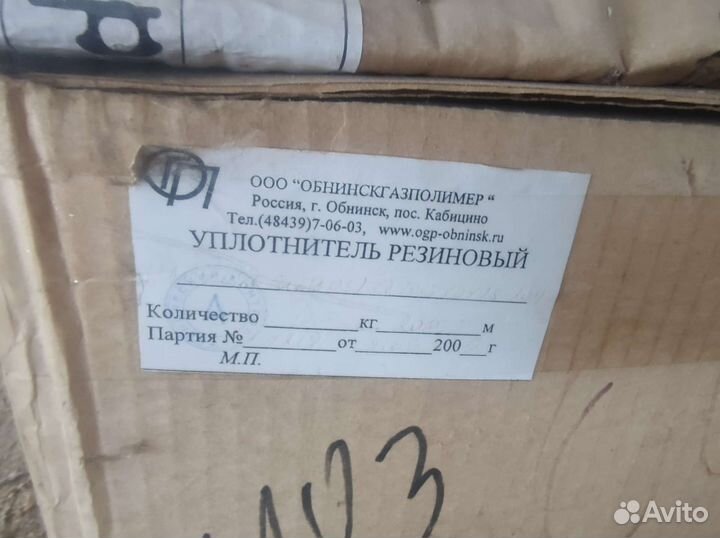 ОГП
ООО "ОБНИНСКГАЗПОЛИМЕР"
Россия, г. Обнинск, пос. Кабицино
Тел.(48439)7-06-03, www.ogp-obninsk.ru
УПЛОТНИТЕЛЬ РЕЗИНОВЫЙ
Количество кг м
Партия № от 200 г
М.П.
Avito